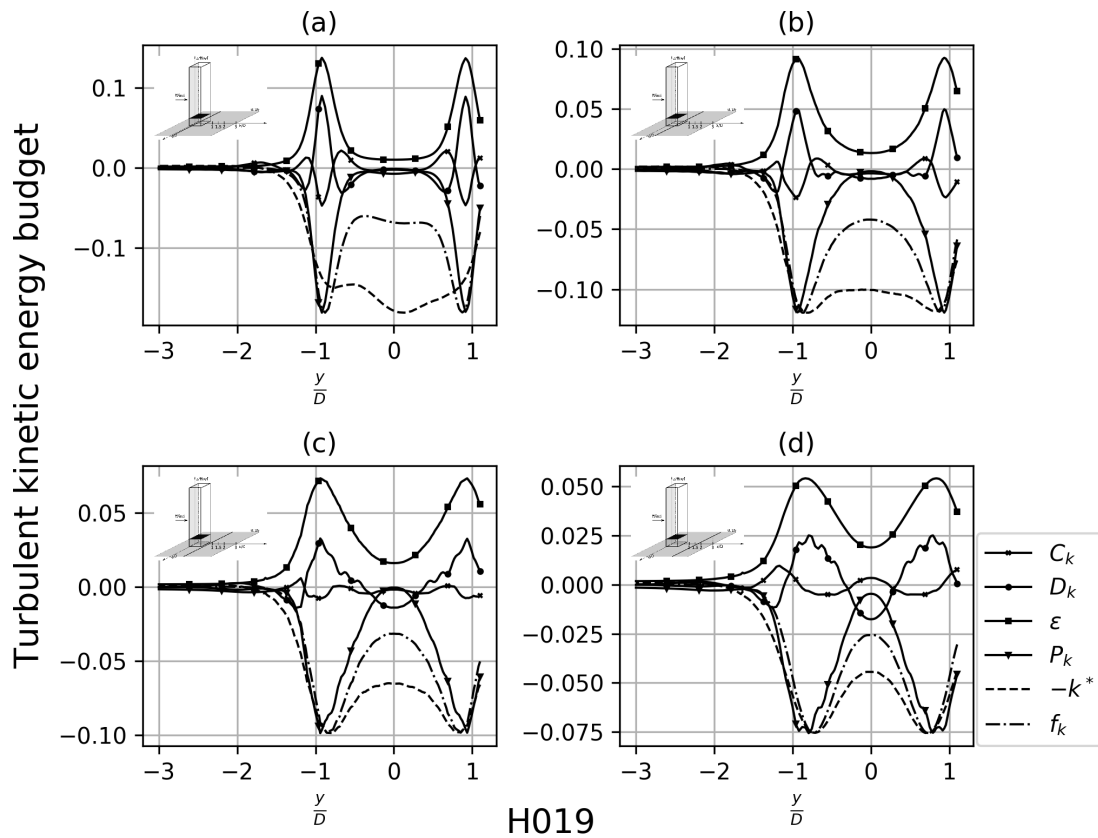 Turbulent kinetic energy budget
(a)
0.1
0.0
−0.1
−3 −2 −1 0 1
y
D
(b)
0.10
0.05
0.00
−0.05
−0.10
−3 −2 −1 0 1
y
D
(c)
0.05
0.00
−0.05
−0.10
−3 −2 −1 0 1
y
D
(d)
0.050
0.025
0.000
−0.025
−0.050
−0.075
−3 −2 −1 0 1
y
D
C_k
D_k
ε
P_k
−k*
f_k
H019